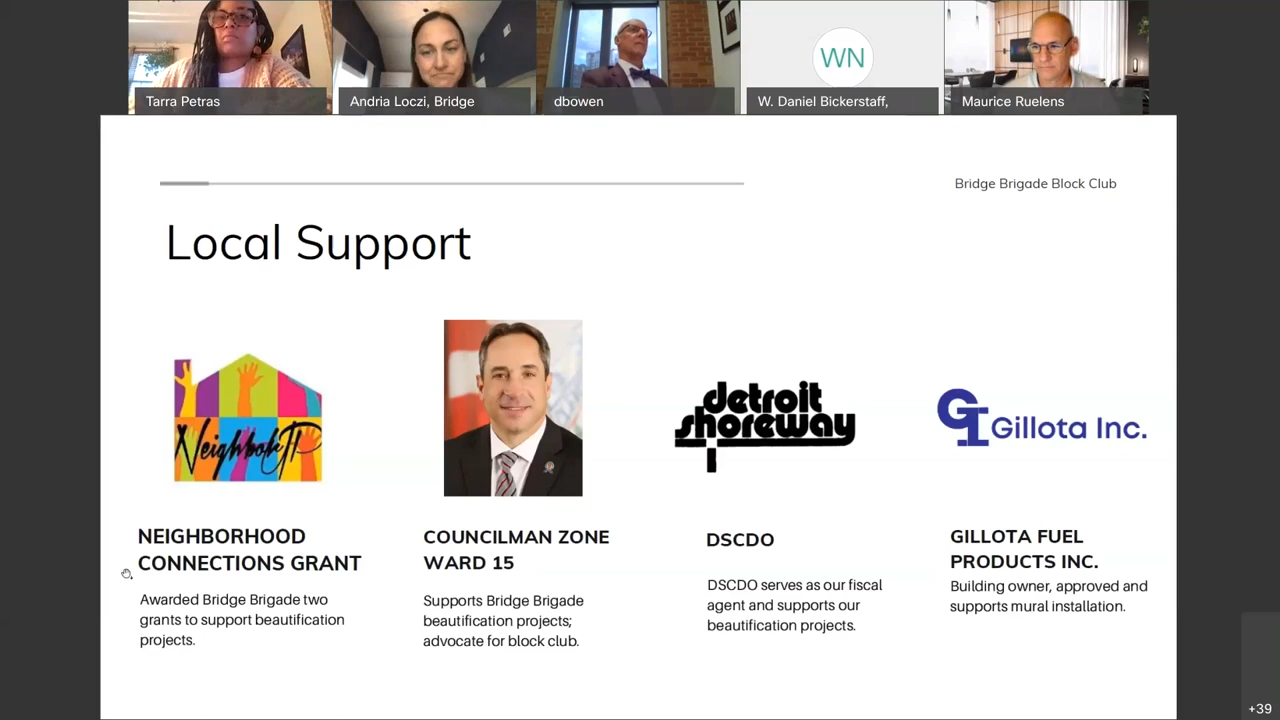 Tarra Petras
Andria Loczi, Bridge
dbowen
WN
W. Daniel Bickerstaff,
Maurice Ruelens
Bridge Brigade Block Club
Local Support
NeighborUP
detroit
shoreway
GI Gillota Inc.
NEIGHBORHOOD
CONNECTIONS GRANT
Awarded Bridge Brigade two
grants to support beautification
projects.
COUNCILMAN ZONE
WARD 15
Supports Bridge Brigade
beautification projects;
advocate for block club.
DSCDO
DSCDO serves as our fiscal
agent and supports our
beautification projects.
GILLOTA FUEL
PRODUCTS INC.
Building owner, approved and
supports mural installation.
+39